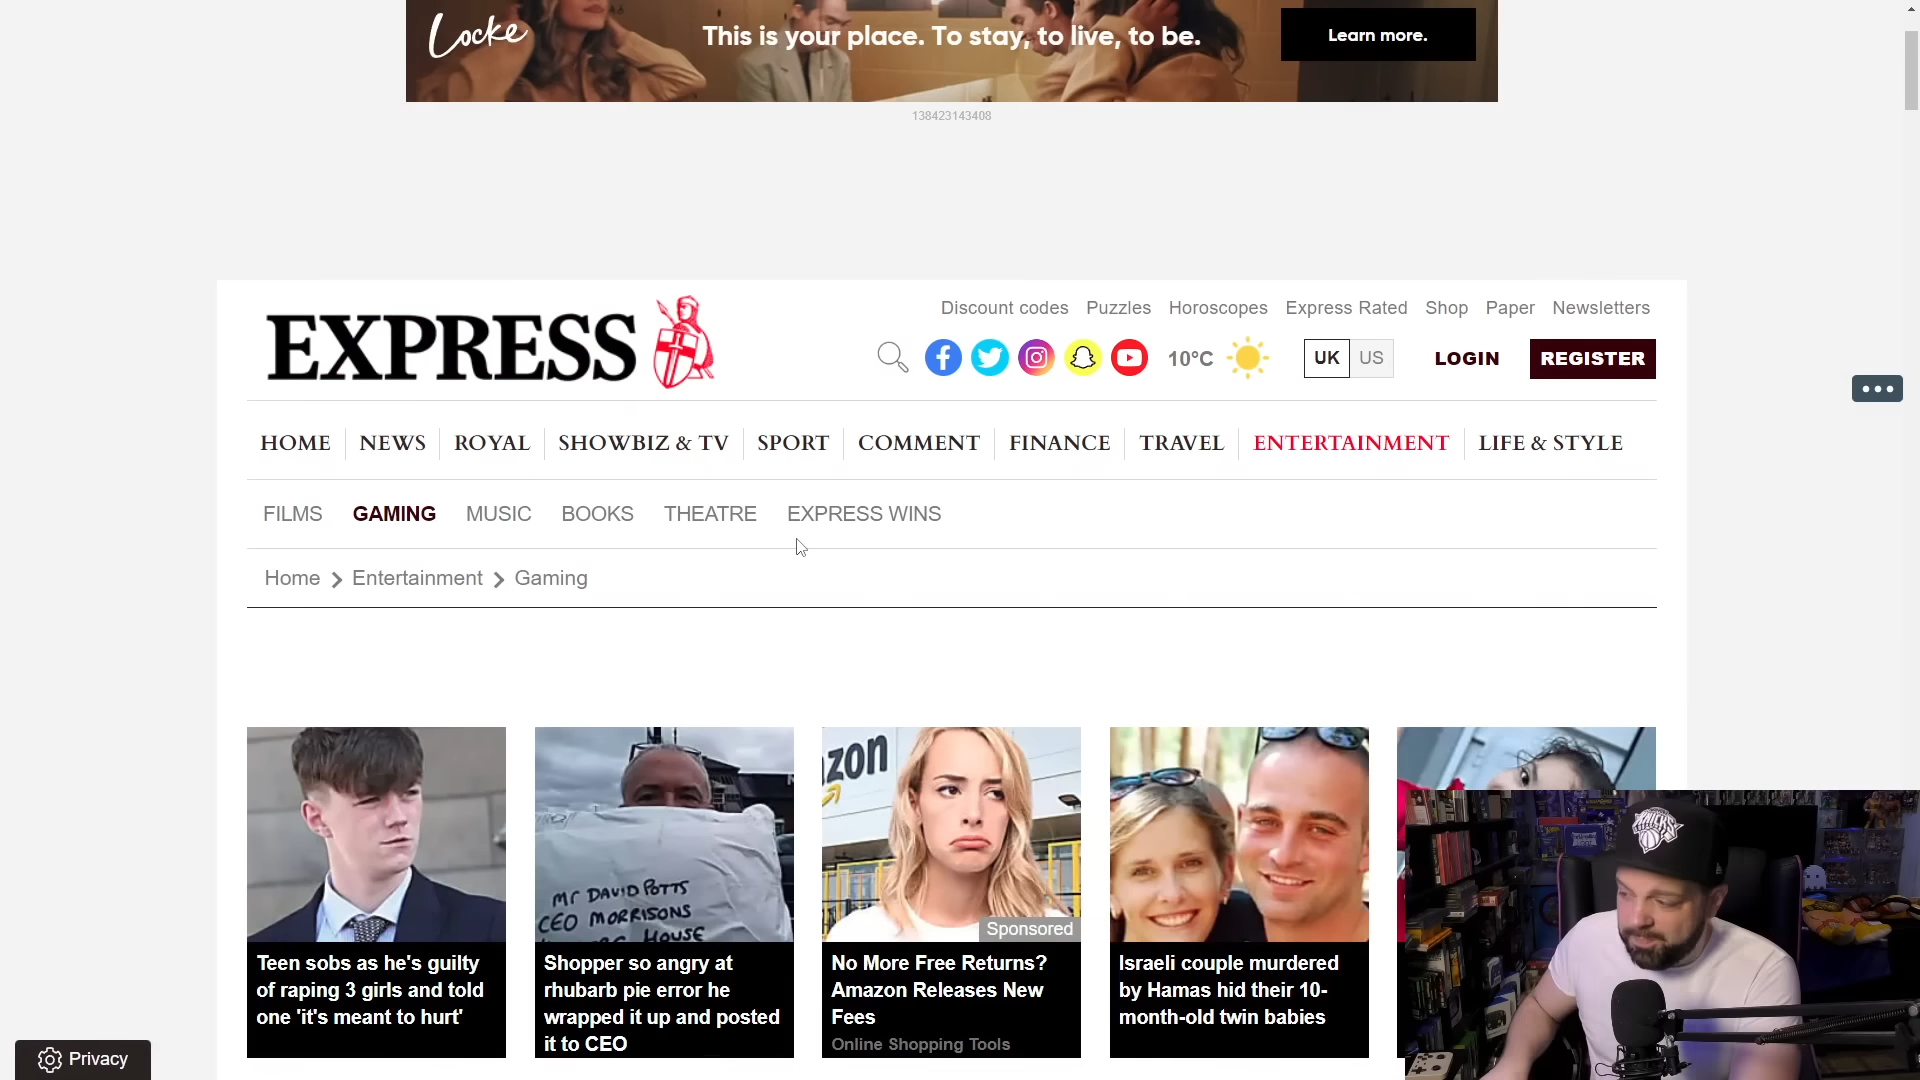 Locke
This is your place. To stay, to live, to be.
Learn more.
138423143408
EXPRESS
Discount codes Puzzles Horoscopes Express Rated Shop Paper Newsletters
10°C UK US LOGIN REGISTER
HOME NEWS ROYAL SHOWBIZ & TV SPORT COMMENT FINANCE TRAVEL ENTERTAINMENT LIFE & STYLE
FILMS GAMING MUSIC BOOKS THEATRE EXPRESS WINS
Home > Entertainment > Gaming
zon
MR DAVID POTTS
CEO MORRISONS
HOUSE
Sponsored
KNICKS
Teen sobs as he's guilty
of raping 3 girls and told
one 'it's meant to hurt'
Shopper so angry at
rhubarb pie error he
wrapped it up and posted
it to CEO
No More Free Returns?
Amazon Releases New
Fees
Online Shopping Tools
Israeli couple murdered
by Hamas hid their 10-
month-old twin babies
Privacy